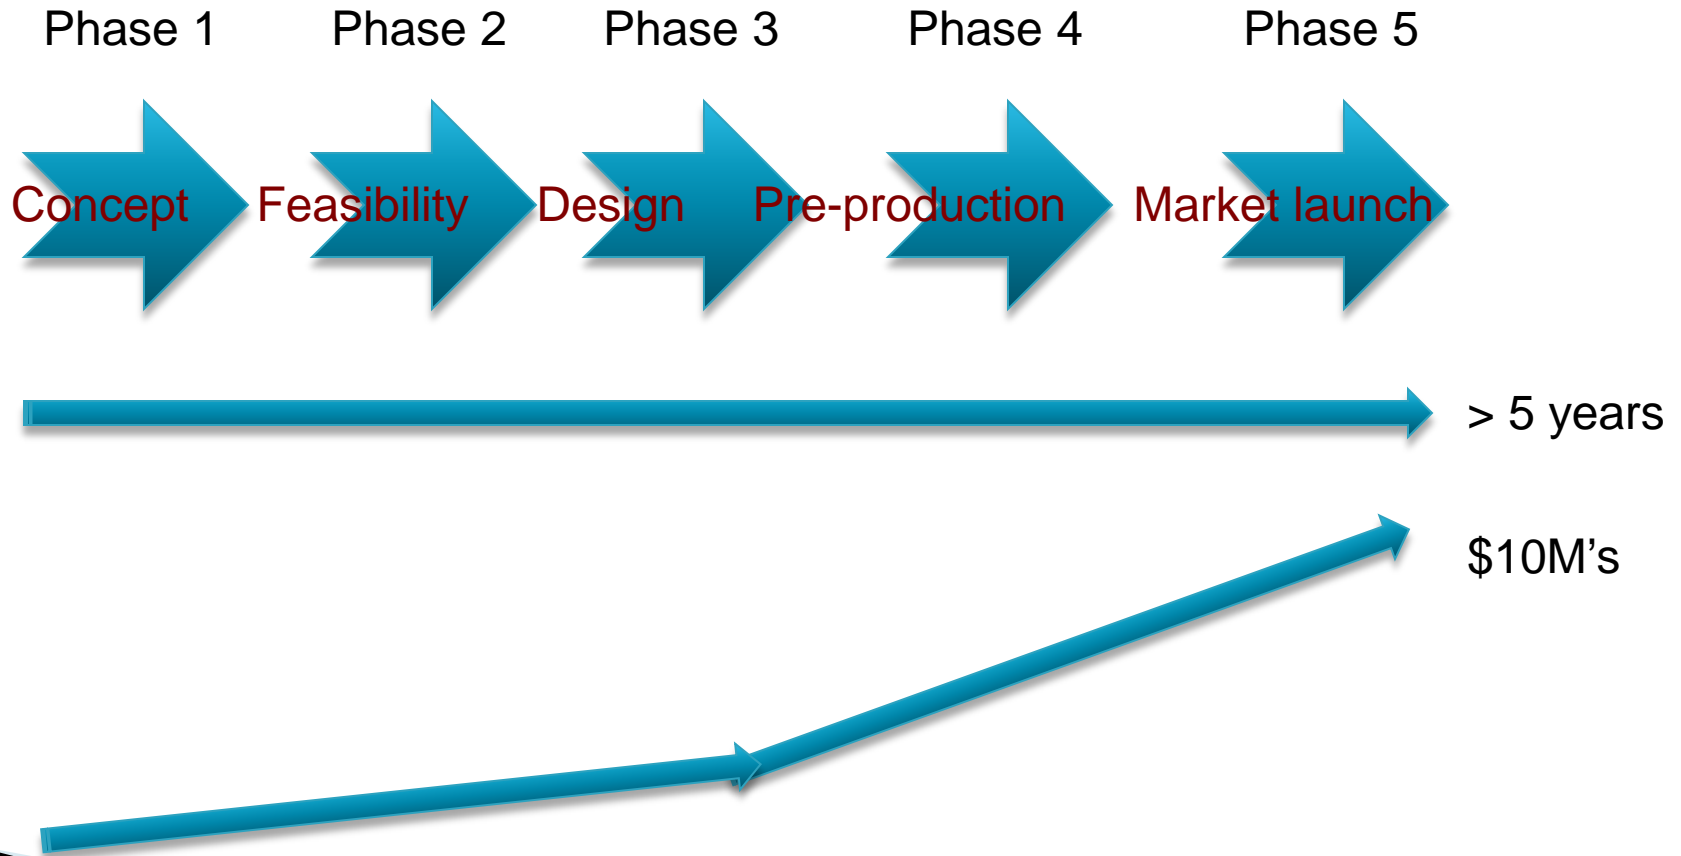 Phase 1 Phase 2 Phase 3 Phase 4 Phase 5
Concept Feasibility Design Pre-production Market launch
> 5 years
$10M’s